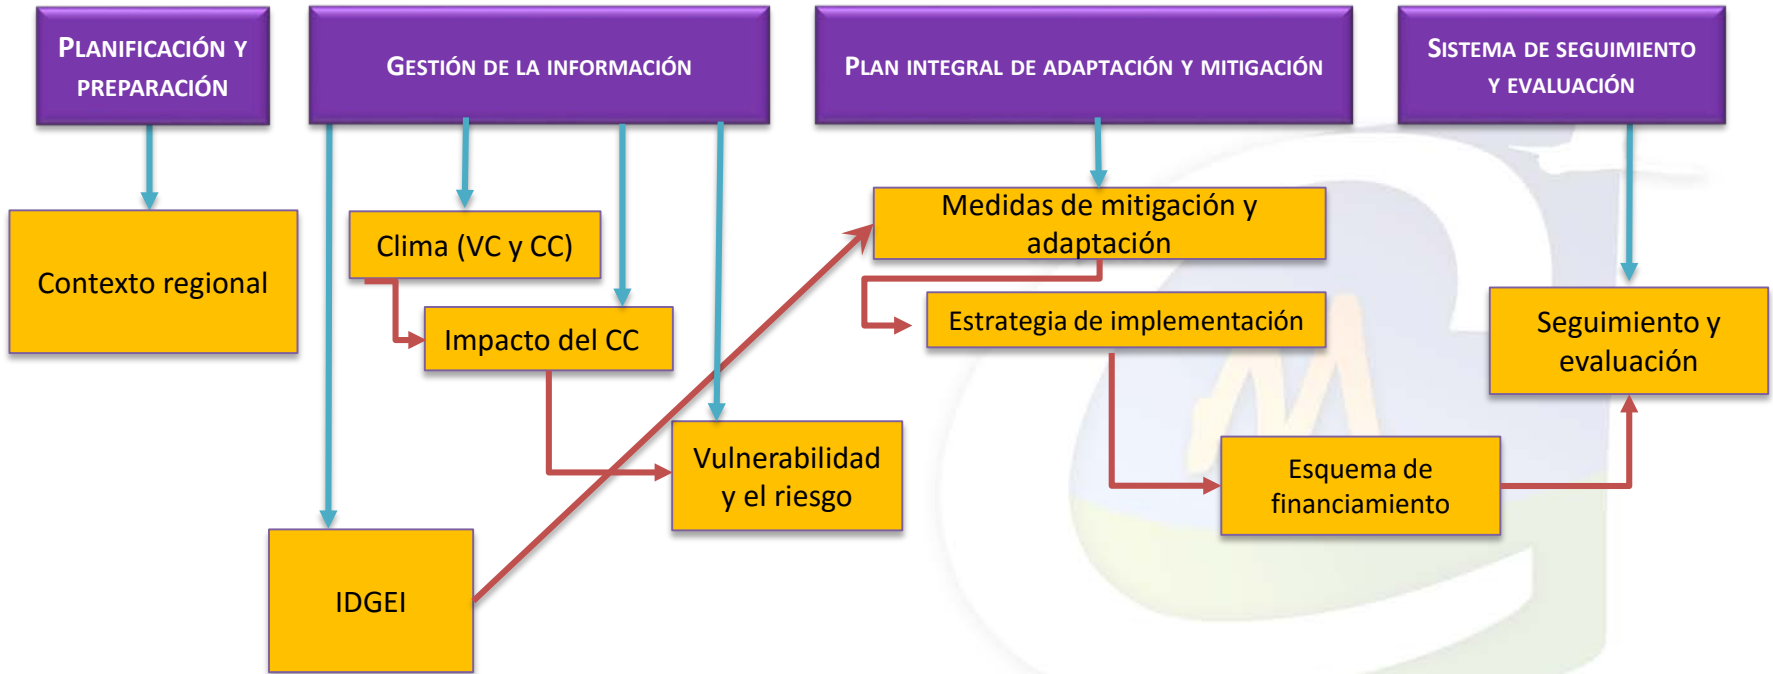 PLANIFICACIÓN Y
PREPARACIÓN
GESTIÓN DE LA INFORMACIÓN
PLAN INTEGRAL DE ADAPTACIÓN Y MITIGACIÓN
SISTEMA DE SEGUIMIENTO
Y EVALUACIÓN
Contexto regional
Clima (VC y CC)
Impacto del CC
Vulnerabilidad
y el riesgo
IDGEI
Medidas de mitigación y
adaptación
Estrategia de implementación
Esquema de
financiamiento
Seguimiento y
evaluación